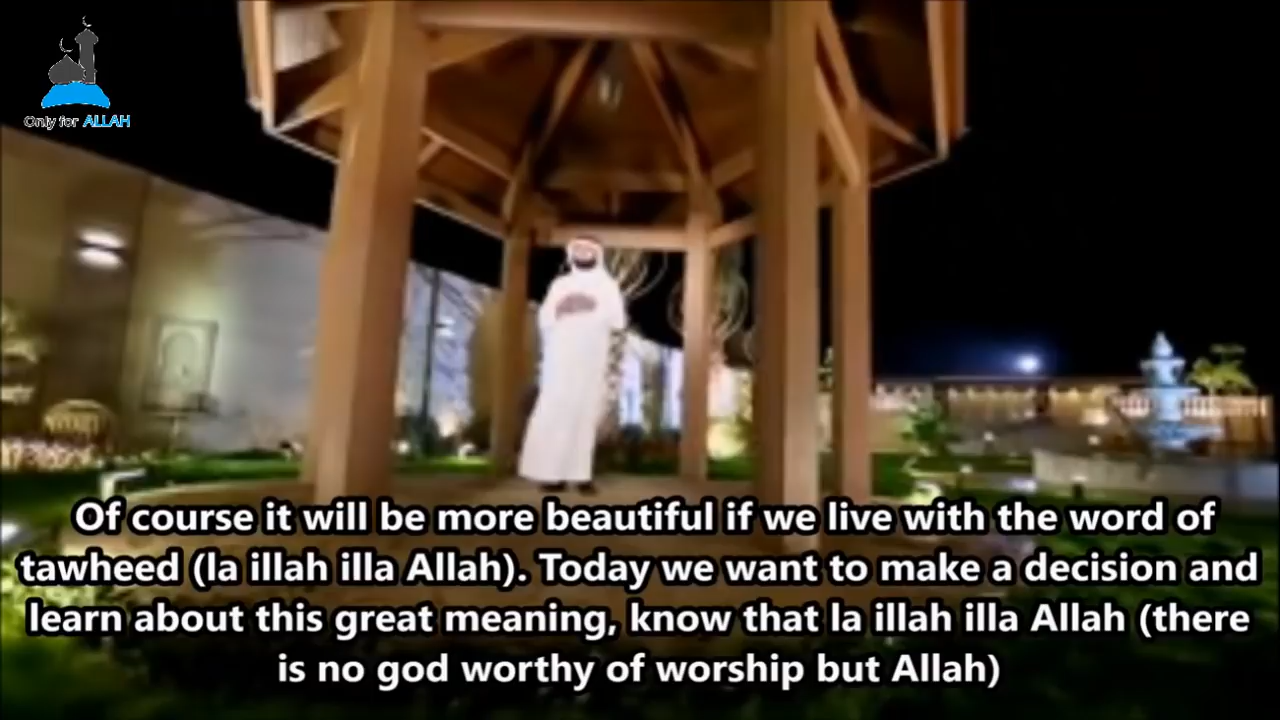 Only for ALLAH
Of course it will be more beautiful if we live with the word of
tawheed (la illah illa Allah). Today we want to make a decision and
learn about this great meaning, know that la illah illa Allah (there
is no god worthy of worship but Allah)